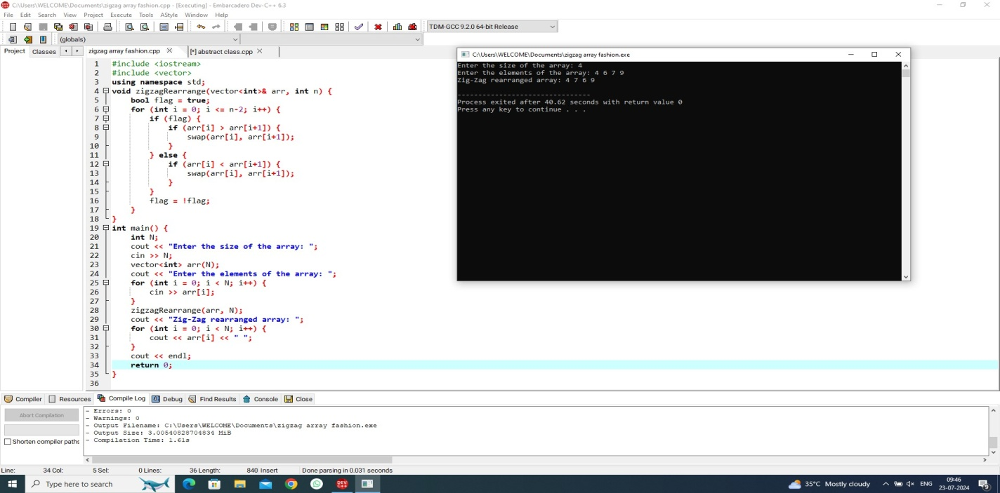 C:\Users\WELCOME\Documents\zigzag array fashion.cpp - [Executing] - Embarcadero Dev-C++ 6.3
File Edit Search View Project Execute Tools AStyle Window Help
TDM-GCC 9.2.0 64-bit Release
(globals)
Project Classes
zigzag array fashion.cpp [*] abstract class.cpp
1 #include <iostream>
2 #include <vector>
3 using namespace std;
4 void zigzagRearrange(vector<int>& arr, int n) {
5 bool flag = true;
6 for (int i = 0; i <= n-2; i++) {
7 if (flag) {
8 if (arr[i] > arr[i+1]) {
9 swap(arr[i], arr[i+1]);
10 }
11 } else {
12 if (arr[i] < arr[i+1]) {
13 swap(arr[i], arr[i+1]);
14 }
15 }
16 flag = !flag;
17 }
18 }
19 int main() {
20 int N;
21 cout << "Enter the size of the array: ";
22 cin >> N;
23 vector<int> arr(N);
24 cout << "Enter the elements of the array: ";
25 for (int i = 0; i < N; i++) {
26 cin >> arr[i];
27 }
28 zigzagRearrange(arr, N);
29 cout << "Zig-Zag rearranged array: ";
30 for (int i = 0; i < N; i++) {
31 cout << arr[i] << " ";
32 }
33 cout << endl;
34 return 0;
35 }
36
C:\Users\WELCOME\Documents\zigzag array fashion.exe
Enter the size of the array: 4
Enter the elements of the array: 4 6 7 9
Zig-Zag rearranged array: 4 7 6 9
--------------------------------
Process exited after 40.62 seconds with return value 0
Press any key to continue . . .
Compiler Resources Compile Log Debug Find Results Console Close
Abort Compilation
Shorten compiler paths
- Errors: 0
- Warnings: 0
- Output Filename: C:\Users\WELCOME\Documents\zigzag array fashion.exe
- Output Size: 3.00540828704834 MiB
- Compilation Time: 1.61s
Line: 34 Col: 5 Sel: 0 Lines: 36 Length: 840 Insert Done parsing in 0.031 seconds
Type here to search
DEV C++
35°C Mostly cloudy
ENG
09:46
23-07-2024
9